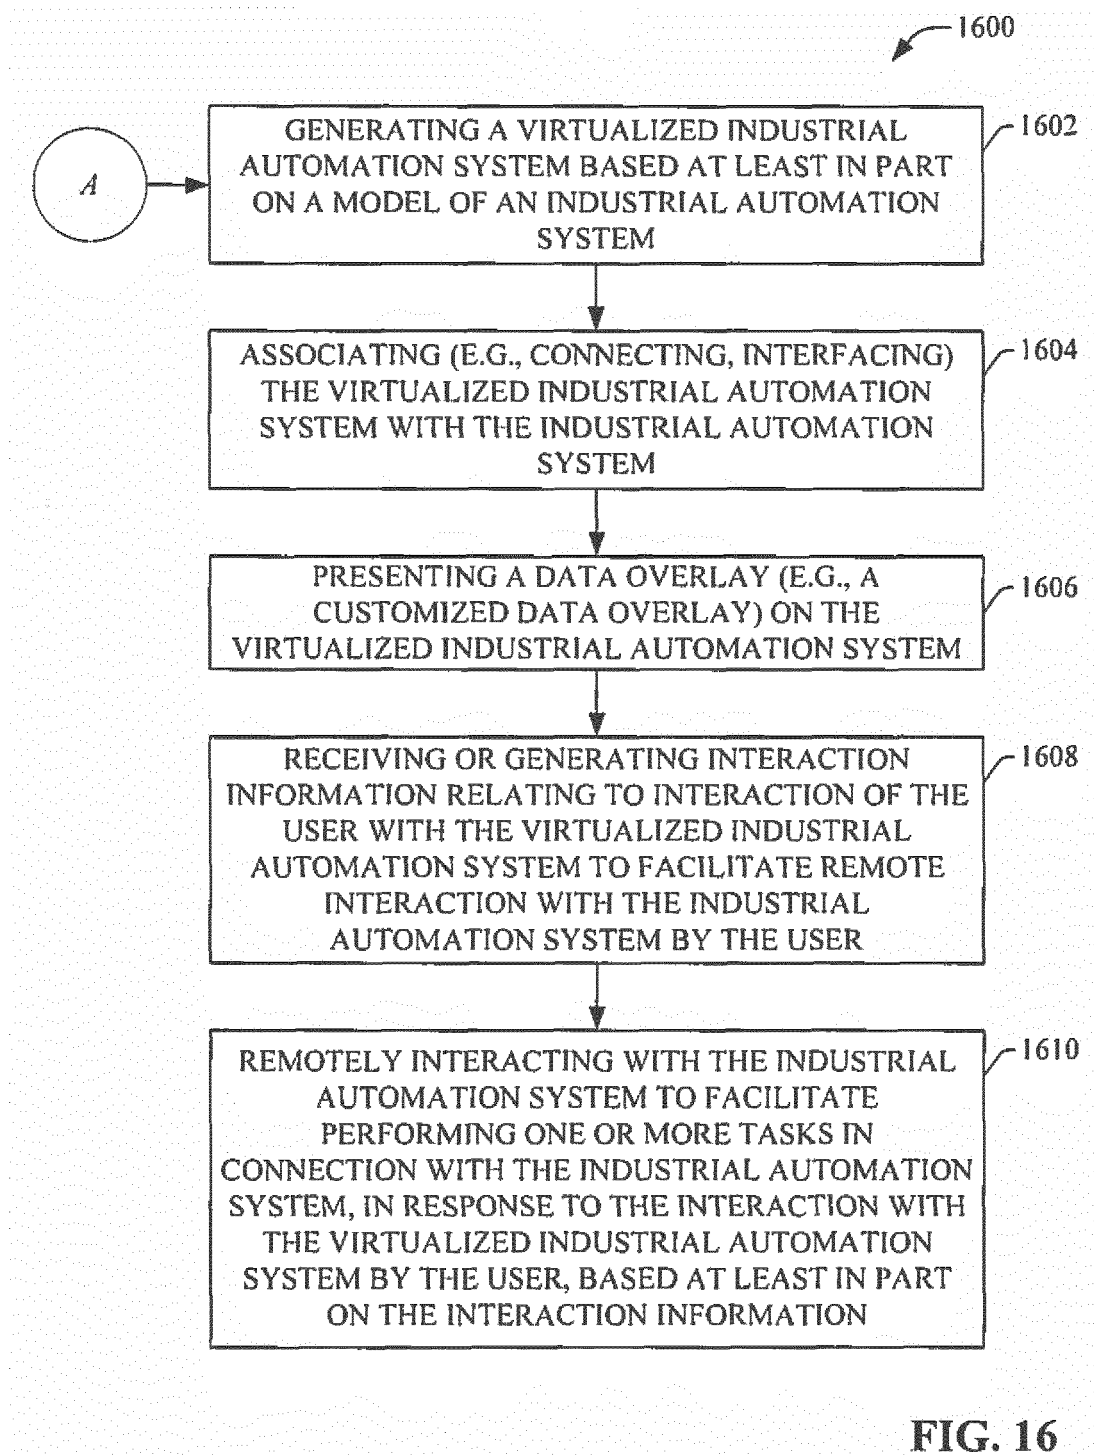 1600
GENERATING A VIRTUALIZED INDUSTRIAL
AUTOMATION SYSTEM BASED AT LEAST IN PART
ON A MODEL OF AN INDUSTRIAL AUTOMATION
SYSTEM
1602
A
ASSOCIATING (E.G., CONNECTING, INTERFACING)
THE VIRTUALIZED INDUSTRIAL AUTOMATION
SYSTEM WITH THE INDUSTRIAL AUTOMATION
SYSTEM
1604
PRESENTING A DATA OVERLAY (E.G., A
CUSTOMIZED DATA OVERLAY) ON THE
VIRTUALIZED INDUSTRIAL AUTOMATION SYSTEM
1606
RECEIVING OR GENERATING INTERACTION
INFORMATION RELATING TO INTERACTION OF THE
USER WITH THE VIRTUALIZED INDUSTRIAL
AUTOMATION SYSTEM TO FACILITATE REMOTE
INTERACTION WITH THE INDUSTRIAL
AUTOMATION SYSTEM BY THE USER
1608
REMOTELY INTERACTING WITH THE INDUSTRIAL
AUTOMATION SYSTEM TO FACILITATE
PERFORMING ONE OR MORE TASKS IN
CONNECTION WITH THE INDUSTRIAL AUTOMATION
SYSTEM, IN RESPONSE TO THE INTERACTION WITH
THE VIRTUALIZED INDUSTRIAL AUTOMATION
SYSTEM BY THE USER, BASED AT LEAST IN PART
ON THE INTERACTION INFORMATION
1610
FIG. 16